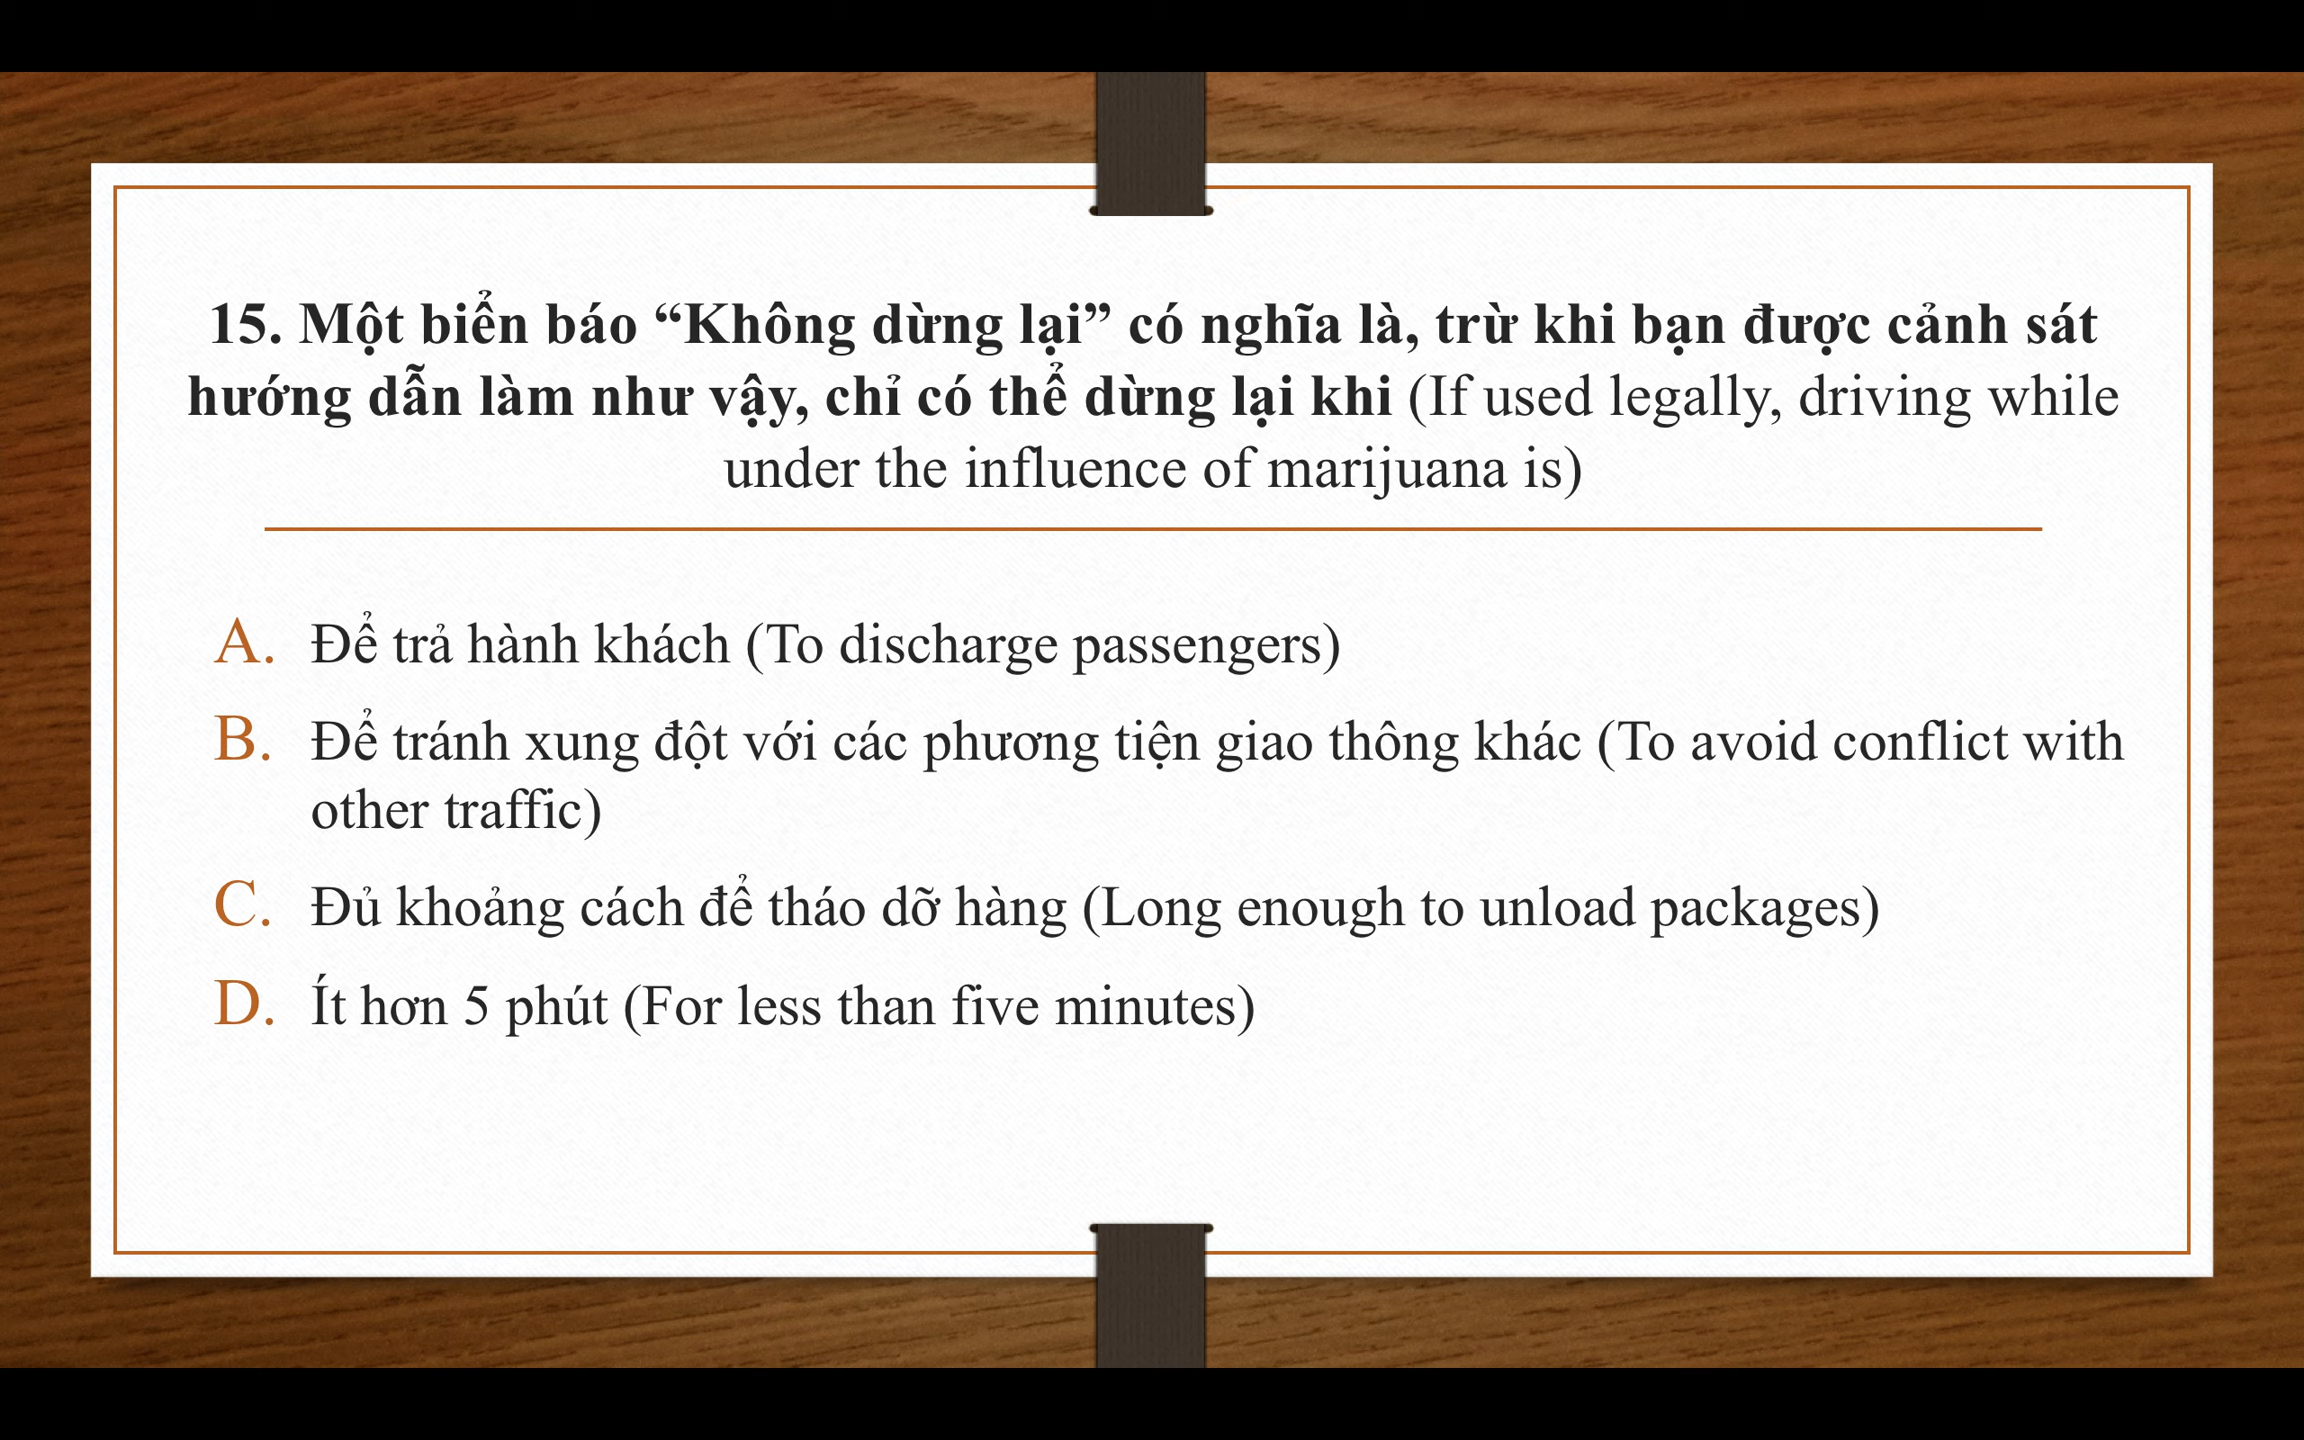 15. Một biển báo “Không dừng lại” có nghĩa là, trừ khi bạn được cảnh sát
hướng dẫn làm như vậy, chỉ có thể dừng lại khi (If used legally, driving while
under the influence of marijuana is)
A. Để trả hành khách (To discharge passengers)
B. Để tránh xung đột với các phương tiện giao thông khác (To avoid conflict with
other traffic)
C. Đủ khoảng cách để tháo dỡ hàng (Long enough to unload packages)
D. Ít hơn 5 phút (For less than five minutes)